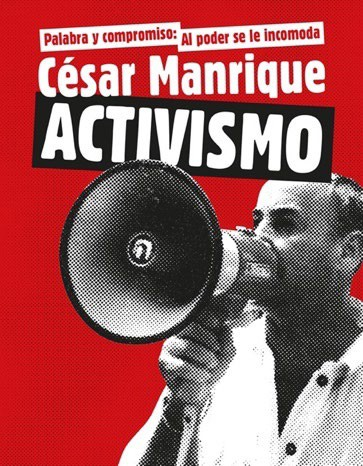 Palabra y compromiso: Al poder se le incomoda
César Manrique
ACTIVISMO